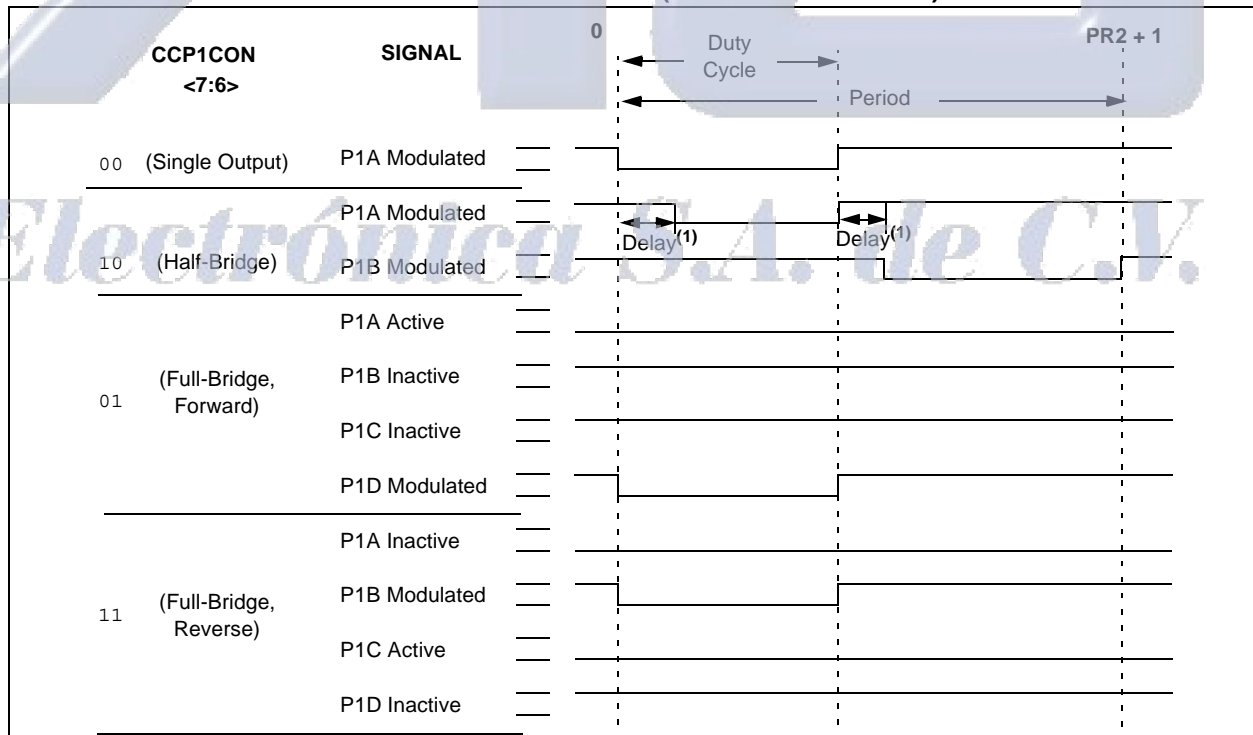 0
PR2 + 1
CCP1CON
<7:6>
SIGNAL
Duty
Cycle
Period
00 (Single Output) P1A Modulated
P1A Modulated
Delay(1) Delay(1)
10 (Half-Bridge) P1B Modulated
P1A Active
P1B Inactive
01 (Full-Bridge,
Forward)
P1C Inactive
P1D Modulated
P1A Inactive
P1B Modulated
11 (Full-Bridge,
Reverse)
P1C Active
P1D Inactive
Electrónica S.A. de C.V.